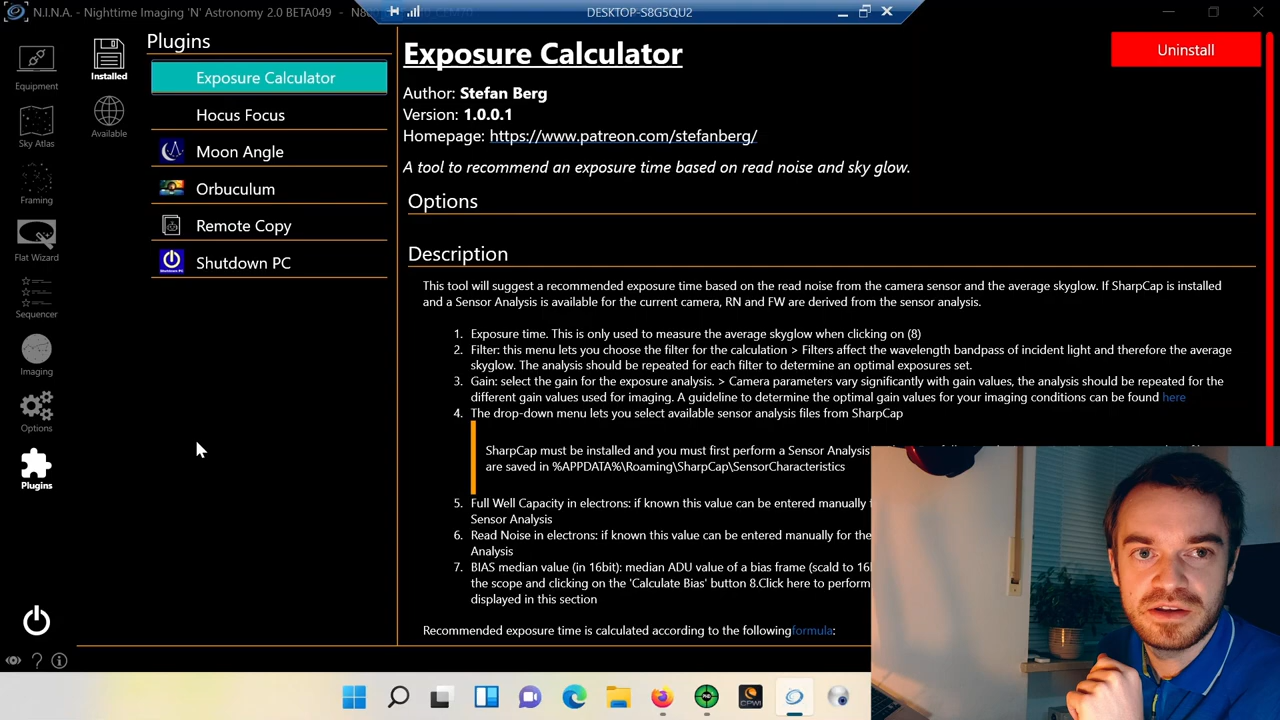 N.I.N.A. - Nighttime Imaging 'N' Astronomy 2.0 BETA049
DESKTOP-S8G5QU2
Equipment
Sky Atlas
Framing
Flat Wizard
Sequencer
Imaging
Options
Plugins
Installed
Available
Plugins
Exposure Calculator
Hocus Focus
Moon Angle
Orbuculum
Remote Copy
Shutdown PC
Exposure Calculator
Uninstall
Author: Stefan Berg
Version: 1.0.0.1
Homepage: https://www.patreon.com/stefanberg/
A tool to recommend an exposure time based on read noise and sky glow.
Options
Description
This tool will suggest a recommended exposure time based on the read noise from the camera sensor and the average skyglow. If SharpCap is installed
and a Sensor Analysis is available for the current camera, RN and FW are derived from the sensor analysis.
1. Exposure time. This is only used to measure the average skyglow when clicking on (8)
2. Filter: this menu lets you choose the filter for the calculation > Filters affect the wavelength bandpass of incident light and therefore the average
skyglow. The analysis should be repeated for each filter to determine an optimal exposures set.
3. Gain: select the gain for the exposure analysis. > Camera parameters vary significantly with gain values, the analysis should be repeated for the
different gain values used for imaging. A guideline to determine the optimal gain values for your imaging conditions can be found here
4. The drop-down menu lets you select available sensor analysis files from SharpCap
SharpCap must be installed and you must first perform a Sensor Analysis
are saved in %APPDATA%\Roaming\SharpCap\SensorCharacteristics
5. Full Well Capacity in electrons: if known this value can be entered manually
Sensor Analysis
6. Read Noise in electrons: if known this value can be entered manually for the
Analysis
7. BIAS median value (in 16bit): median ADU value of a bias frame (scald to 16
the scope and clicking on the 'Calculate Bias' button 8.Click here to perform
displayed in this section
Recommended exposure time is calculated according to the followingformula:
Shutdown PC
CPWI